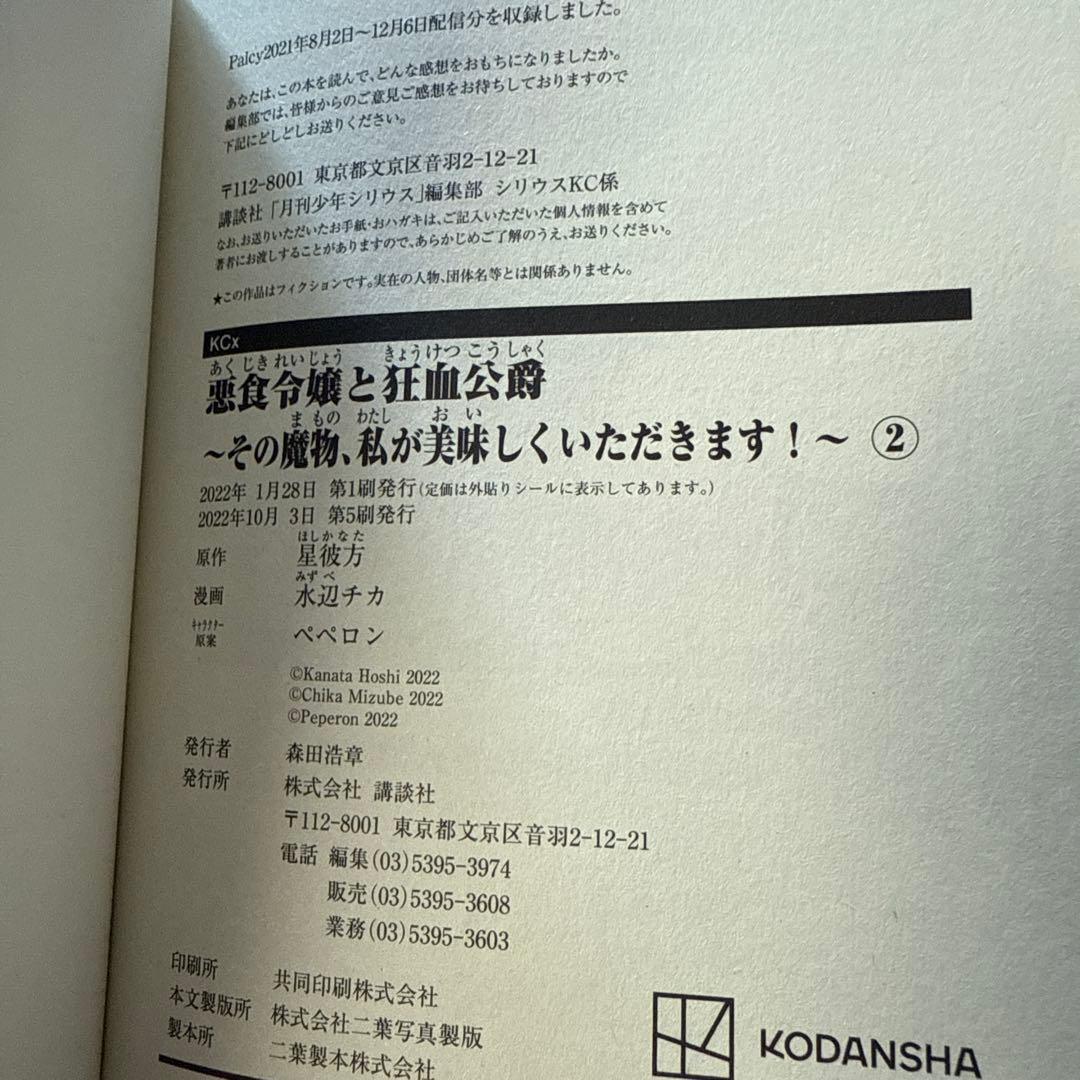 Palcy2021年8月2日～12月6日配信分を収録しました。
あなたは、この本を読んで、どんな感想をおもちになりましたか。
編集部では、皆様からのご意見ご感想をお待ちしておりますので
下記にどしどしお送りください。
〒112-8001 東京都文京区音羽2-12-21
講談社 「月刊少年シリウス」編集部 シリウスKC係
なお、お送りいただいたお手紙・おハガキは、ご記入いただいた個人情報を含めて
著者にお渡しすることがありますので、あらかじめご了解のうえ、お送りください。
★この作品はフィクションです。実在の人物、団体名等とは関係ありません。
KCx
あくじきれいじょう きょうけつこうしゃく
悪食令嬢と狂血公爵
まもの わたし おい
～その魔物、私が美味しくいただきます！～ ②
2022年 1月28日 第1刷発行(定価は外貼りシールに表示してあります。)
2022年10月 3日 第5刷発行
ほしかなた
原作 星彼方
みずべ
漫画 水辺チカ
キャラクター
原案 ペペロン
©Kanata Hoshi 2022
©Chika Mizube 2022
©Peperon 2022
発行者 森田浩章
発行所 株式会社 講談社
〒112-8001 東京都文京区音羽2-12-21
電話 編集(03)5395-3974
販売(03)5395-3608
業務(03)5395-3603
印刷所 共同印刷株式会社
本文製版所 株式会社二葉写真製版
製本所 二葉製本株式会社
KODANSHA